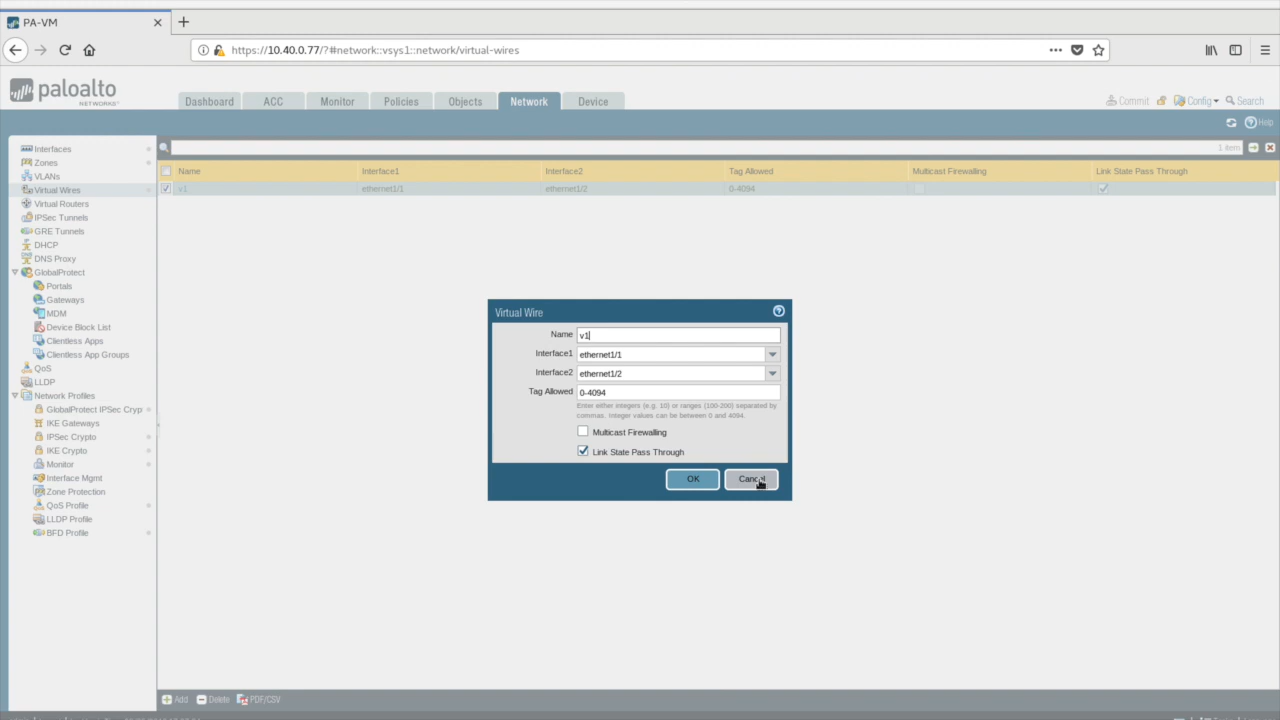 PA-VM
https://10.40.0.77/?#network::vsys1::network/virtual-wires
paloalto
NETWORKS
Dashboard ACC Monitor Policies Objects Network Device
Commit Config Search
Help
1 item
Interfaces
Zones
VLANs
Virtual Wires
Virtual Routers
IPSec Tunnels
GRE Tunnels
DHCP
DNS Proxy
GlobalProtect
Portals
Gateways
MDM
Device Block List
Clientless Apps
Clientless App Groups
QoS
LLDP
Network Profiles
GlobalProtect IPSec Cryp
IKE Gateways
IPSec Crypto
IKE Crypto
Monitor
Interface Mgmt
Zone Protection
QoS Profile
LLDP Profile
BFD Profile
Name Interface1 Interface2 Tag Allowed Multicast Firewalling Link State Pass Through
v1 ethernet1/1 ethernet1/2 0-4094
Virtual Wire
Name v1
Interface1 ethernet1/1
Interface2 ethernet1/2
Tag Allowed 0-4094
Enter either integers (e.g. 10) or ranges (100-200) separated by
commas. Integer values can be between 0 and 4094.
Multicast Firewalling
Link State Pass Through
OK Cancel
Add Delete PDF/CSV